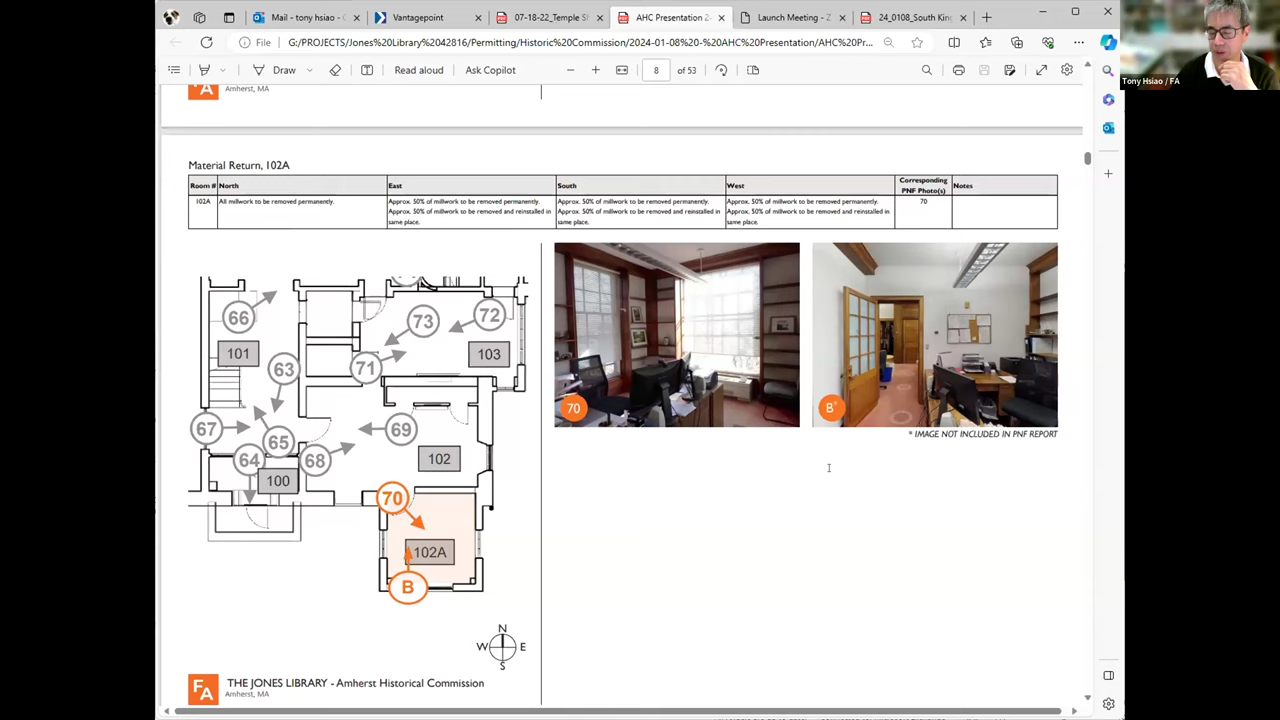 Mail - tony hsiao - C
Vantagepoint
07-18-22_Temple S
AHC Presentation 2
Launch Meeting - Z
24_0108_South Kin
File
G:/PROJECTS/Jones%20Library%2042816/Permitting/Historic%20Commission/2024-01-08%20-%20AHC%20Presentation/AHC%20Pr...
Draw
Read aloud
Ask Copilot
8
of 53
Tony Hsiao / FA
FA
Amherst, MA
Material Return, 102A
Room #
North
East
South
West
Corresponding
PNF Photo(s)
Notes
102A
All millwork to be removed permanently.
Approx. 50% of millwork to be removed permanently.
Approx. 50% of millwork to be removed and reinstalled in
same place.
Approx. 50% of millwork to be removed permanently.
Approx. 50% of millwork to be removed and reinstalled in
same place.
Approx. 50% of millwork to be removed permanently.
Approx. 50% of millwork to be removed and reinstalled in
same place.
70
66
73
72
101
71
103
63
67
65
69
64
68
102
100
70
102A
B
70
B*
* IMAGE NOT INCLUDED IN PNF REPORT
N
W
E
S
FA
THE JONES LIBRARY - Amherst Historical Commission
Amherst, MA